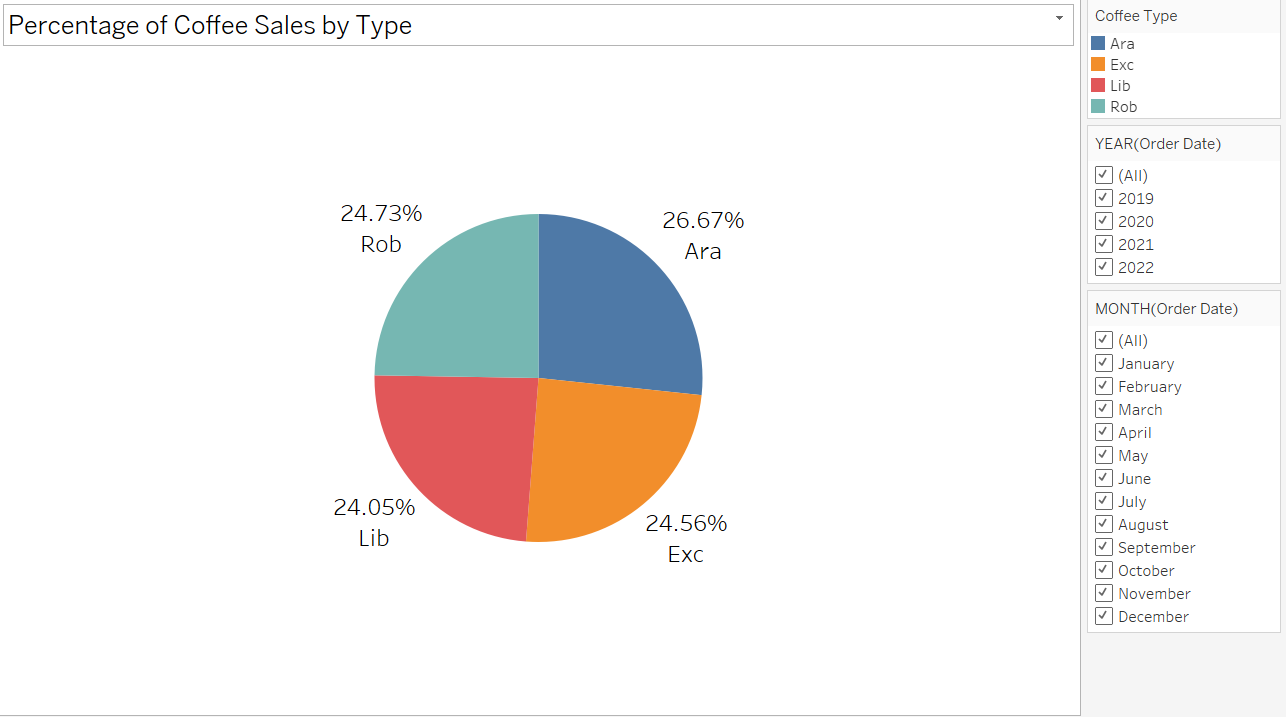 Percentage of Coffee Sales by Type
24.73%
Rob
26.67%
Ara
24.05%
Lib
24.56%
Exc
Coffee Type
Ara
Exc
Lib
Rob
YEAR(Order Date)
(All)
2019
2020
2021
2022
MONTH(Order Date)
(All)
January
February
March
April
May
June
July
August
September
October
November
December